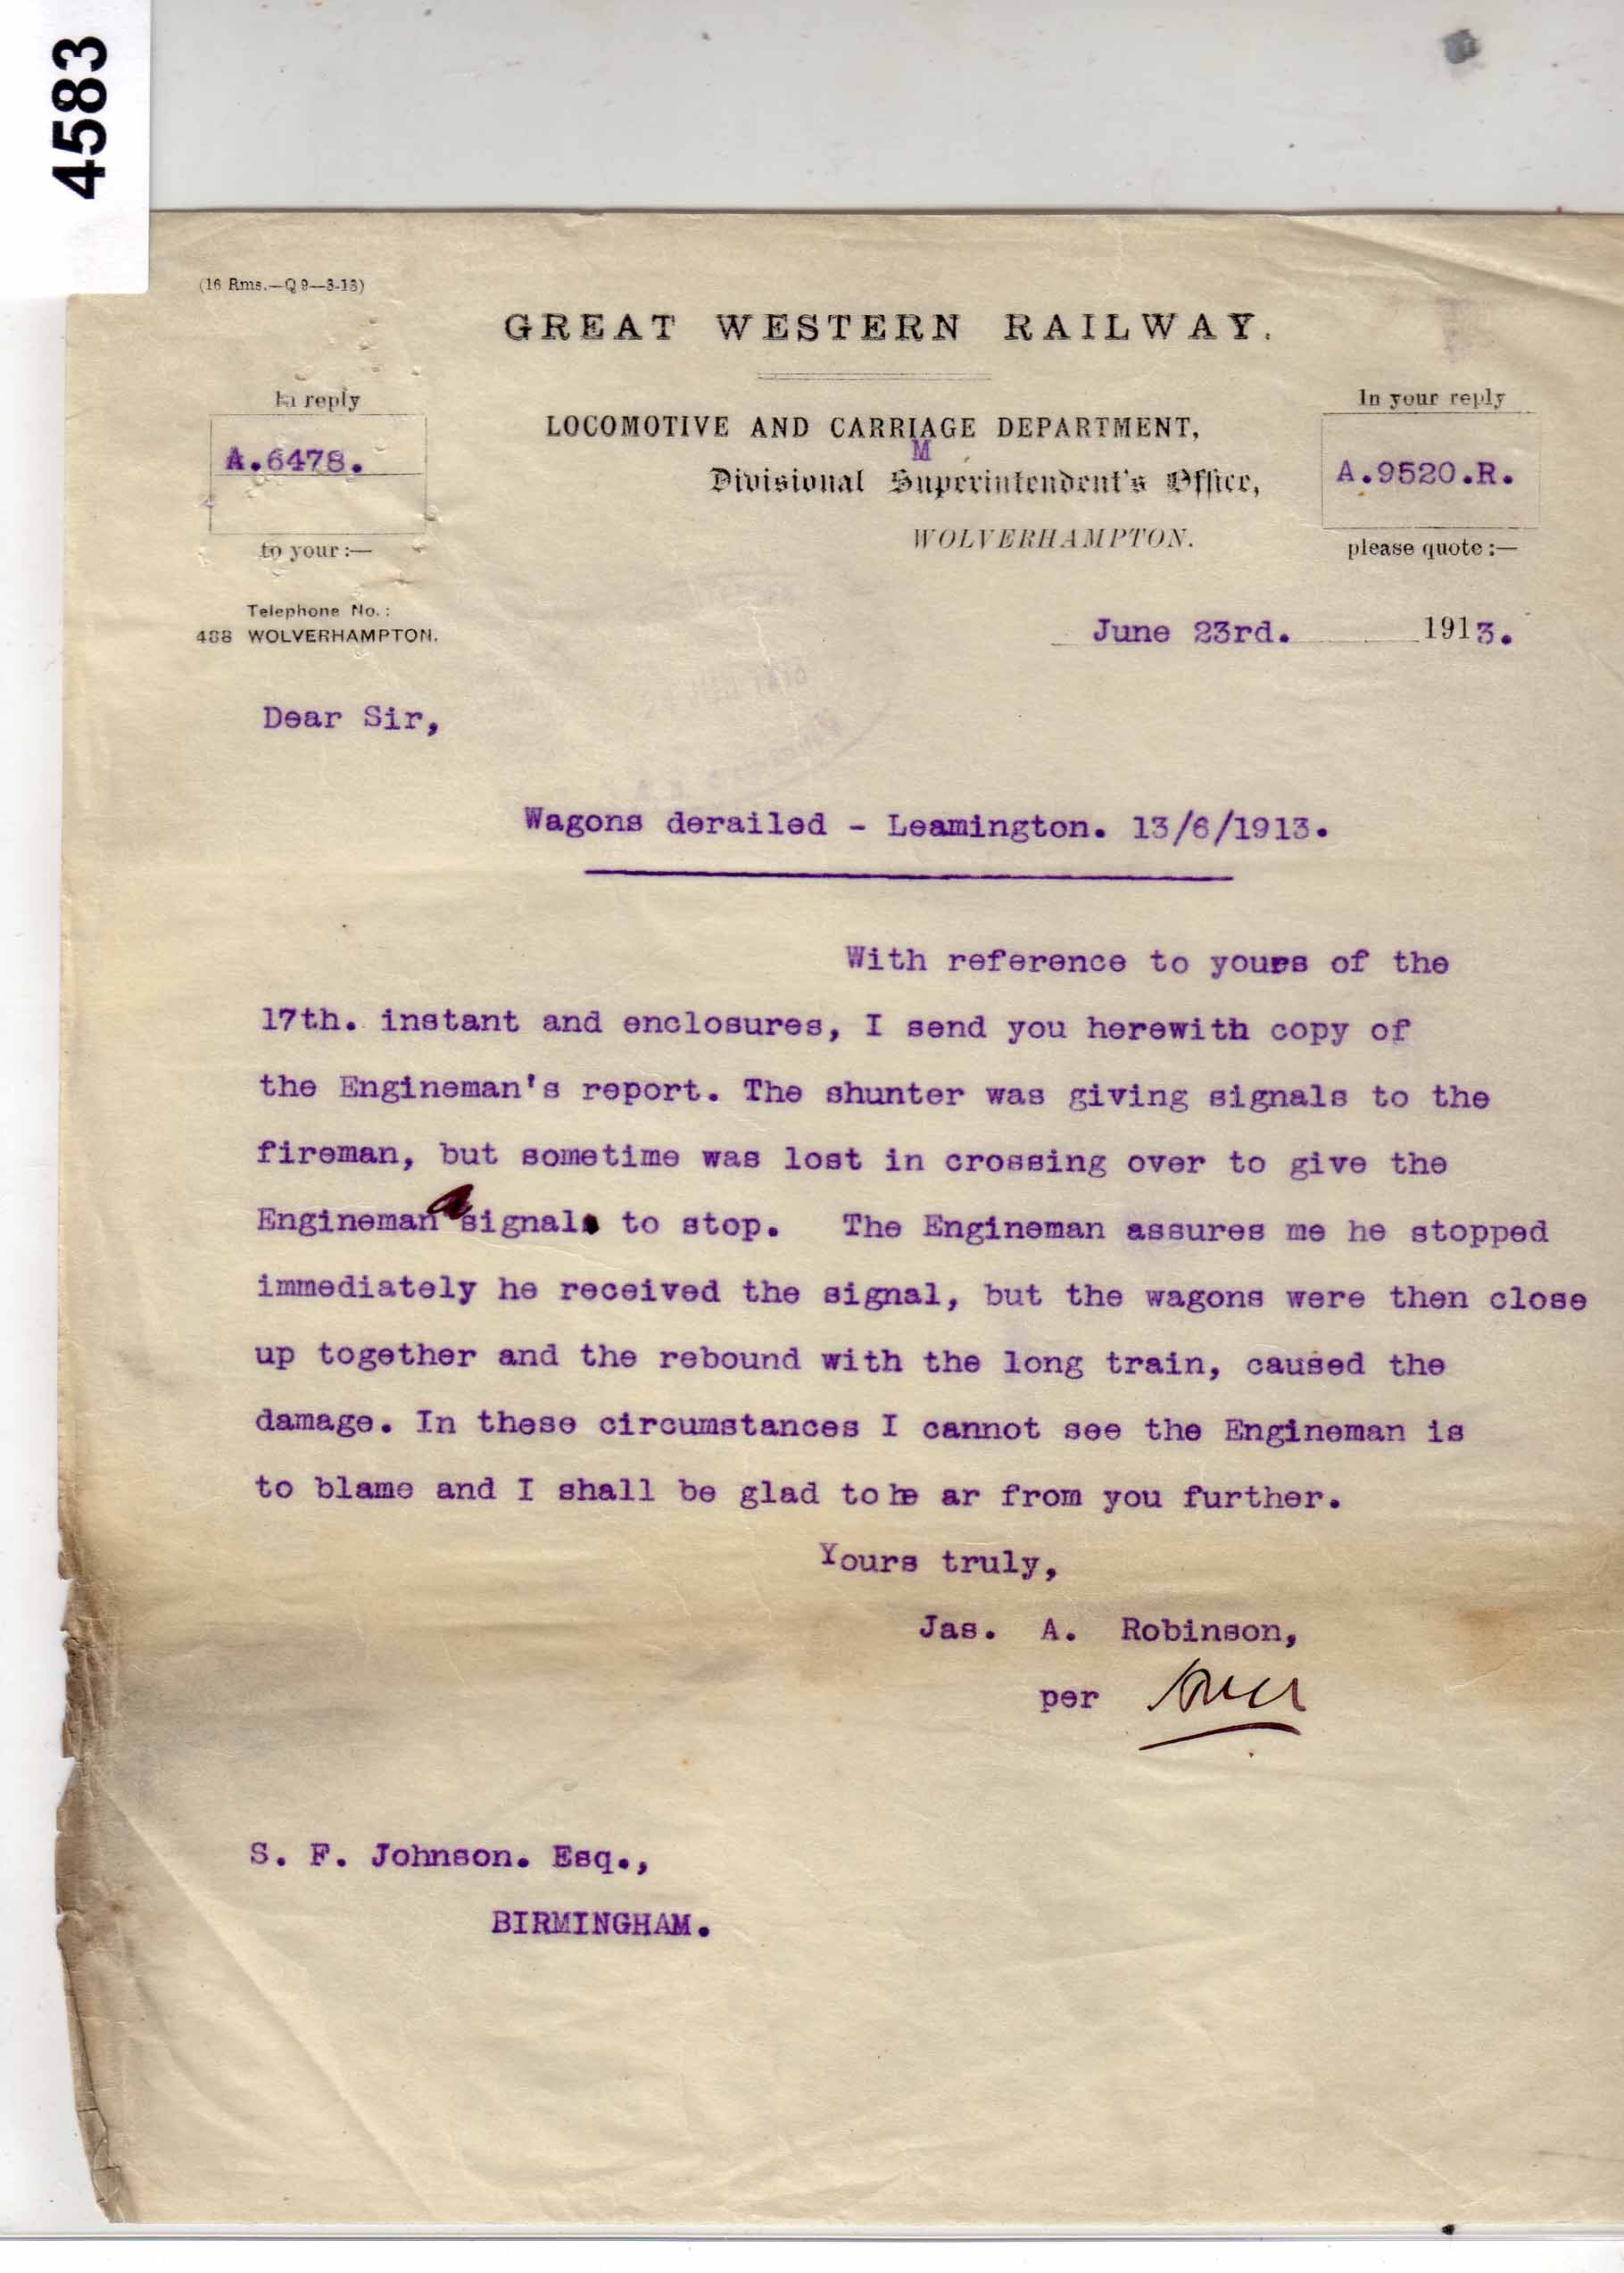 4583
(16 Rms.—Q 9—3-13)
GREAT WESTERN RAILWAY.
In reply
A.6478.
to your :—
LOCOMOTIVE AND CARRIAGE DEPARTMENT,
M
Divisional Superintendent's Office,
WOLVERHAMPTON.
In your reply
A.9520.R.
please quote :—
Telephone No. :
488 WOLVERHAMPTON.
June 23rd. 1913.
Dear Sir,
Wagons derailed - Leamington. 13/6/1913.
With reference to yours of the
17th. instant and enclosures, I send you herewith copy of
the Engineman's report. The shunter was giving signals to the
fireman, but sometime was lost in crossing over to give the
Engineman a signal to stop. The Engineman assures me he stopped
immediately he received the signal, but the wagons were then close
up together and the rebound with the long train, caused the
damage. In these circumstances I cannot see the Engineman is
to blame and I shall be glad to he ar from you further.
Yours truly,
Jas. A. Robinson,
per
S. F. Johnson. Esq.,
BIRMINGHAM.